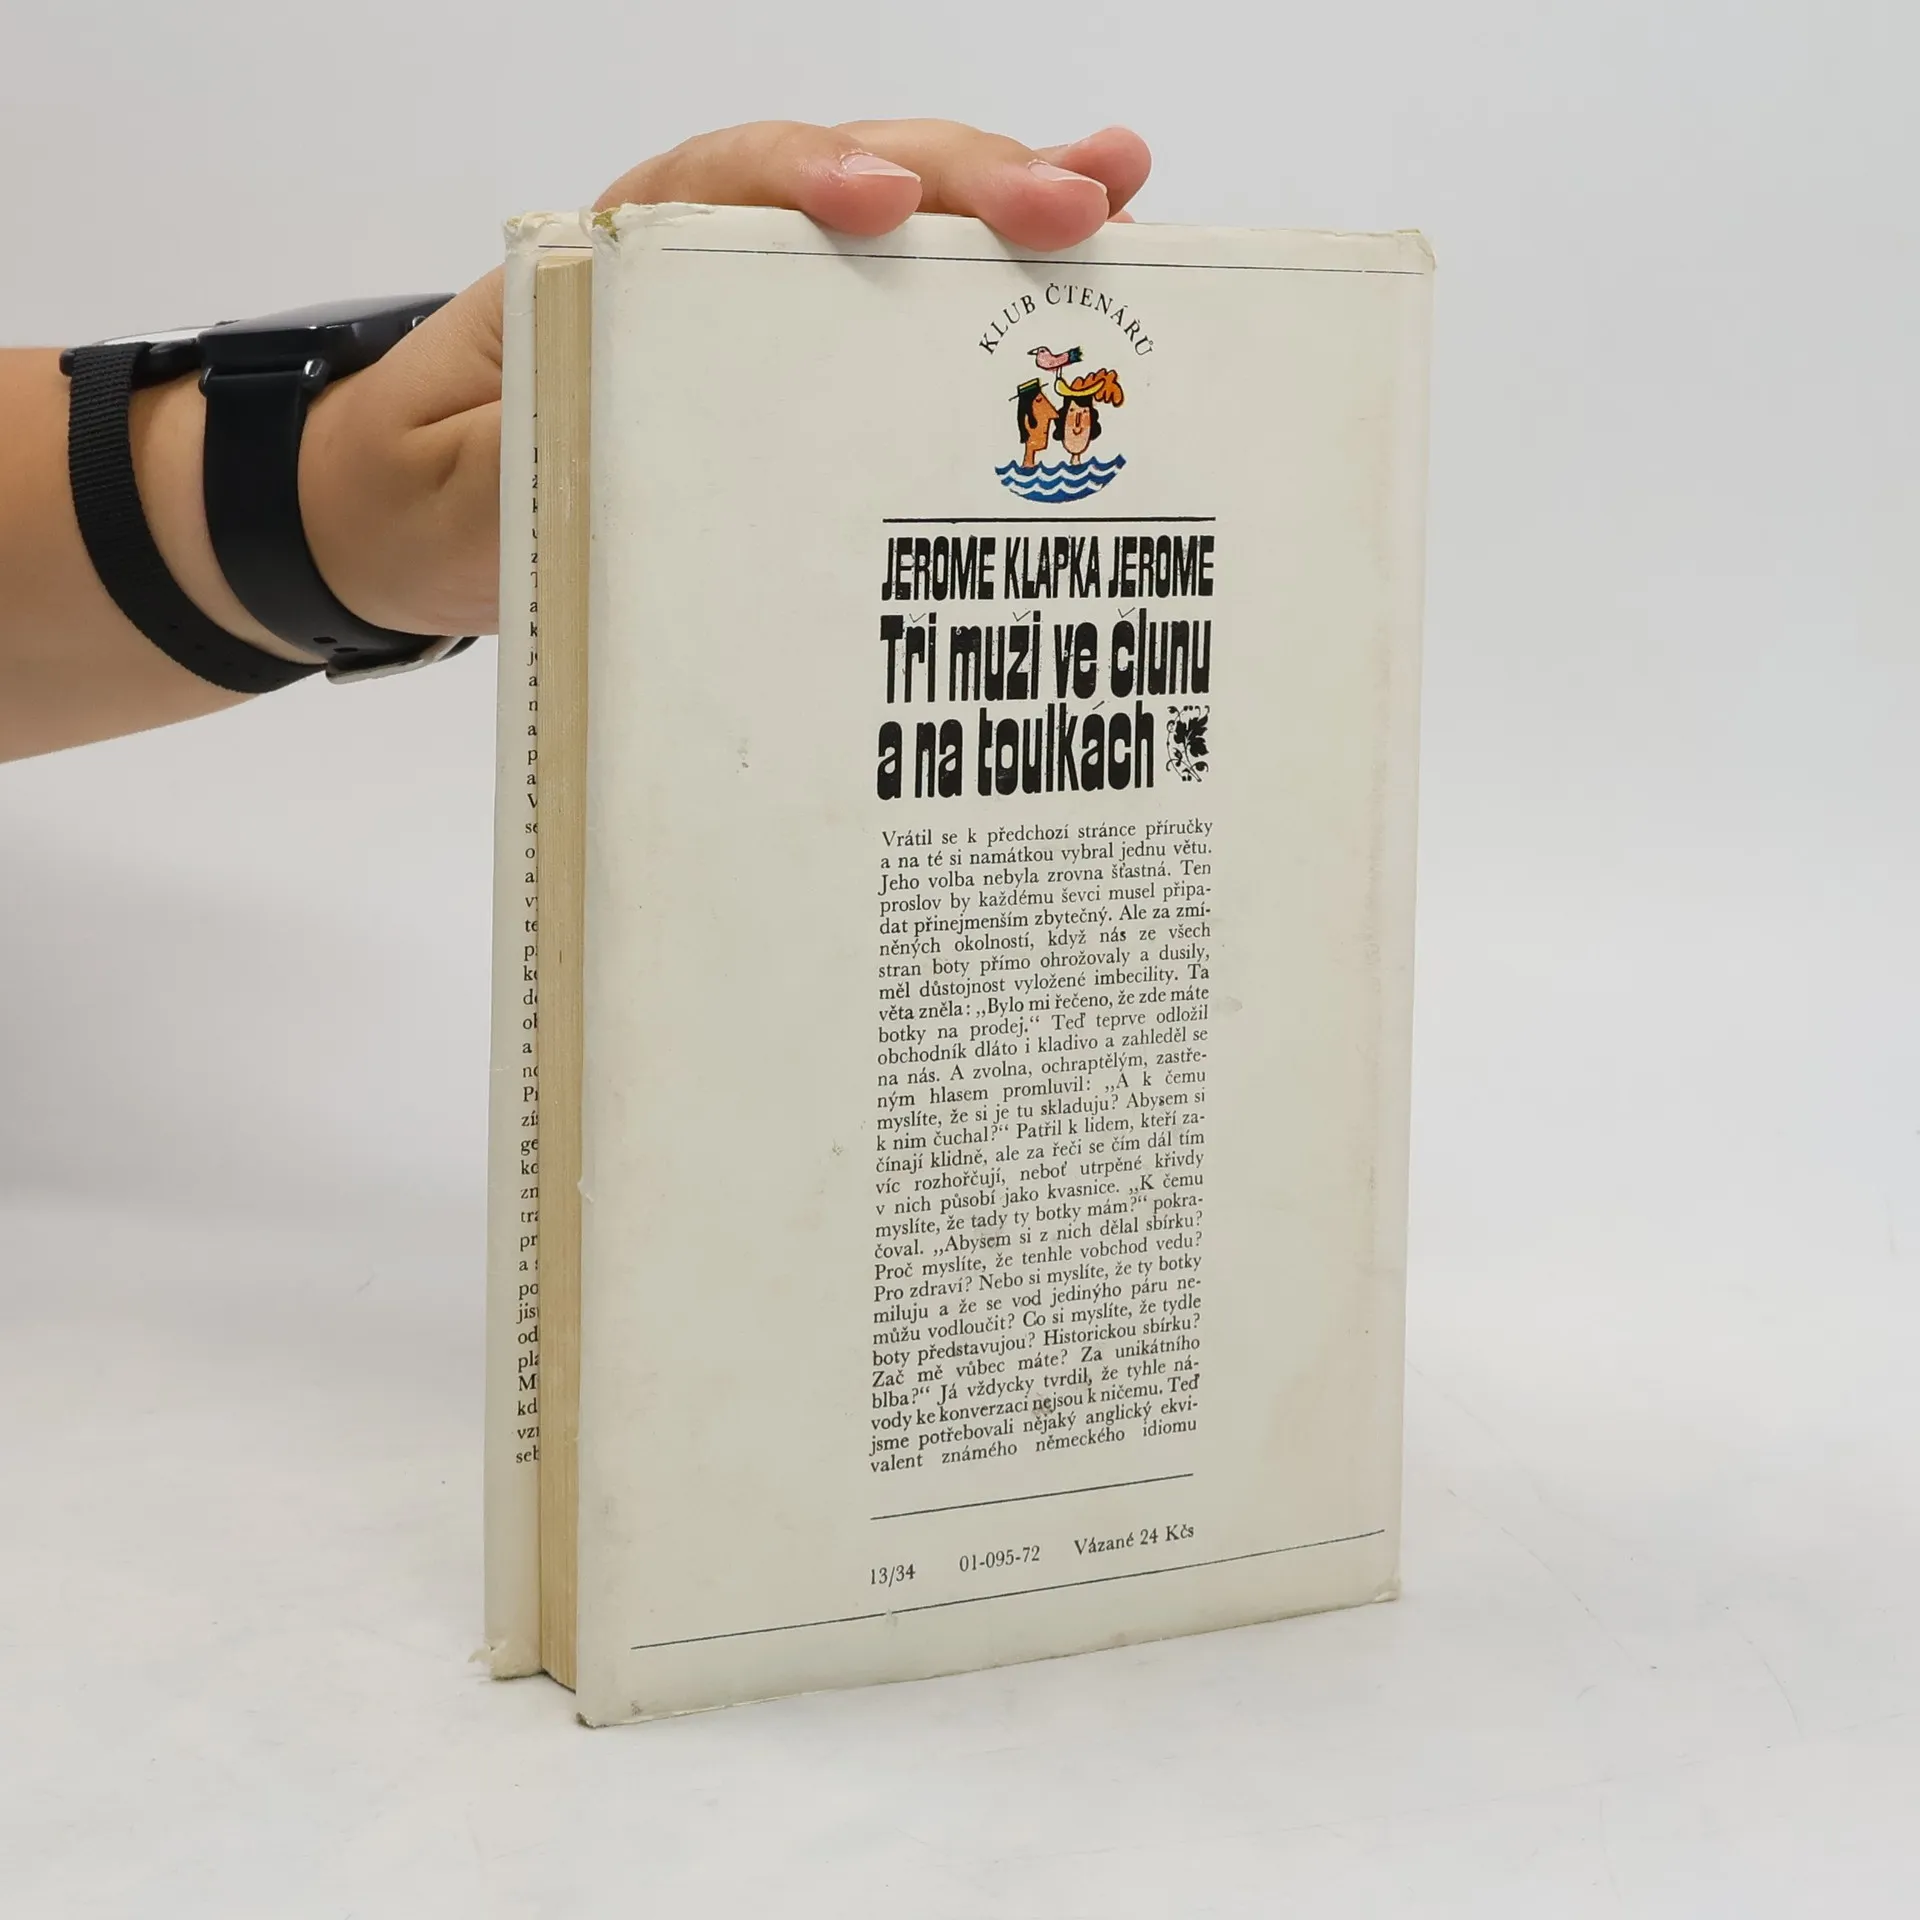 KLUB ČTENÁŘŮ
JEROME KLAPKA JEROME
Tři muži ve člunu
a na toulkách
Vrátil se k předchozí stránce příručky
a na té si namátkou vybral jednu větu.
Jeho volba nebyla zrovna šťastná. Ten
proslov by každému ševci musel připa-
dat přinejmenším zbytečný. Ale za zmí-
něných okolností, když nás ze všech
stran boty přímo ohrožovaly a dusily,
měl důstojnost vyložené imbecility. Ta
věta zněla: „Bylo mi řečeno, že zde máte
botky na prodej.“ Teď teprve odložil
obchodník dláto i kladivo a zahleděl se
na nás. A zvolna, ochraptělým, zastře-
ným hlasem promluvil: „A k čemu
myslíte, že si je tu skladuju? Abysem si
k nim čuchal?“ Patřil k lidem, kteří za-
čínají klidně, ale za řeči se čím dál tím
víc rozhořčují, neboť utrpěné křivdy
v nich působí jako kvasnice. „K čemu
myslíte, že tady ty botky mám?“ pokra-
čoval. „Abysem si z nich dělal sbírku?
Proč myslíte, že tenhle vobchod vedu?
Pro zdraví? Nebo si myslíte, že ty botky
miluju a že se vod jedinýho páru ne-
můžu vodloučit? Co si myslíte, že tydle
boty představujou? Historickou sbírku?
Zač mě vůbec máte? Za unikátního
blba?“ Já vždycky tvrdil, že tyhle ná-
vody ke konverzaci nejsou k ničemu. Teď
jsme potřebovali nějaký anglický ekvi-
valent známého německého idiomu
13/34 01-095-72 Vázané 24 Kčs